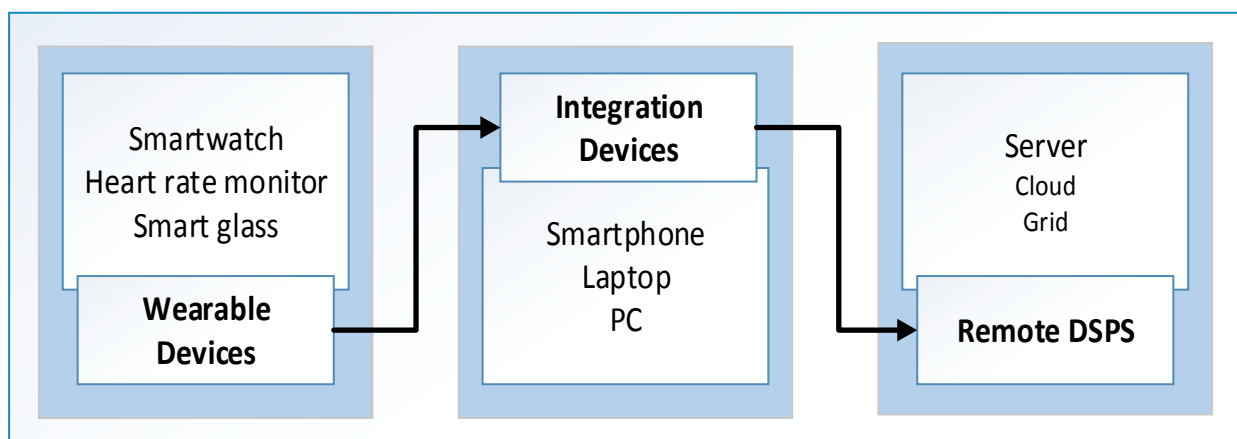 Smartwatch
Heart rate monitor
Smart glass
Wearable
Devices
Integration
Devices
Smartphone
Laptop
PC
Server
Cloud
Grid
Remote DSPS